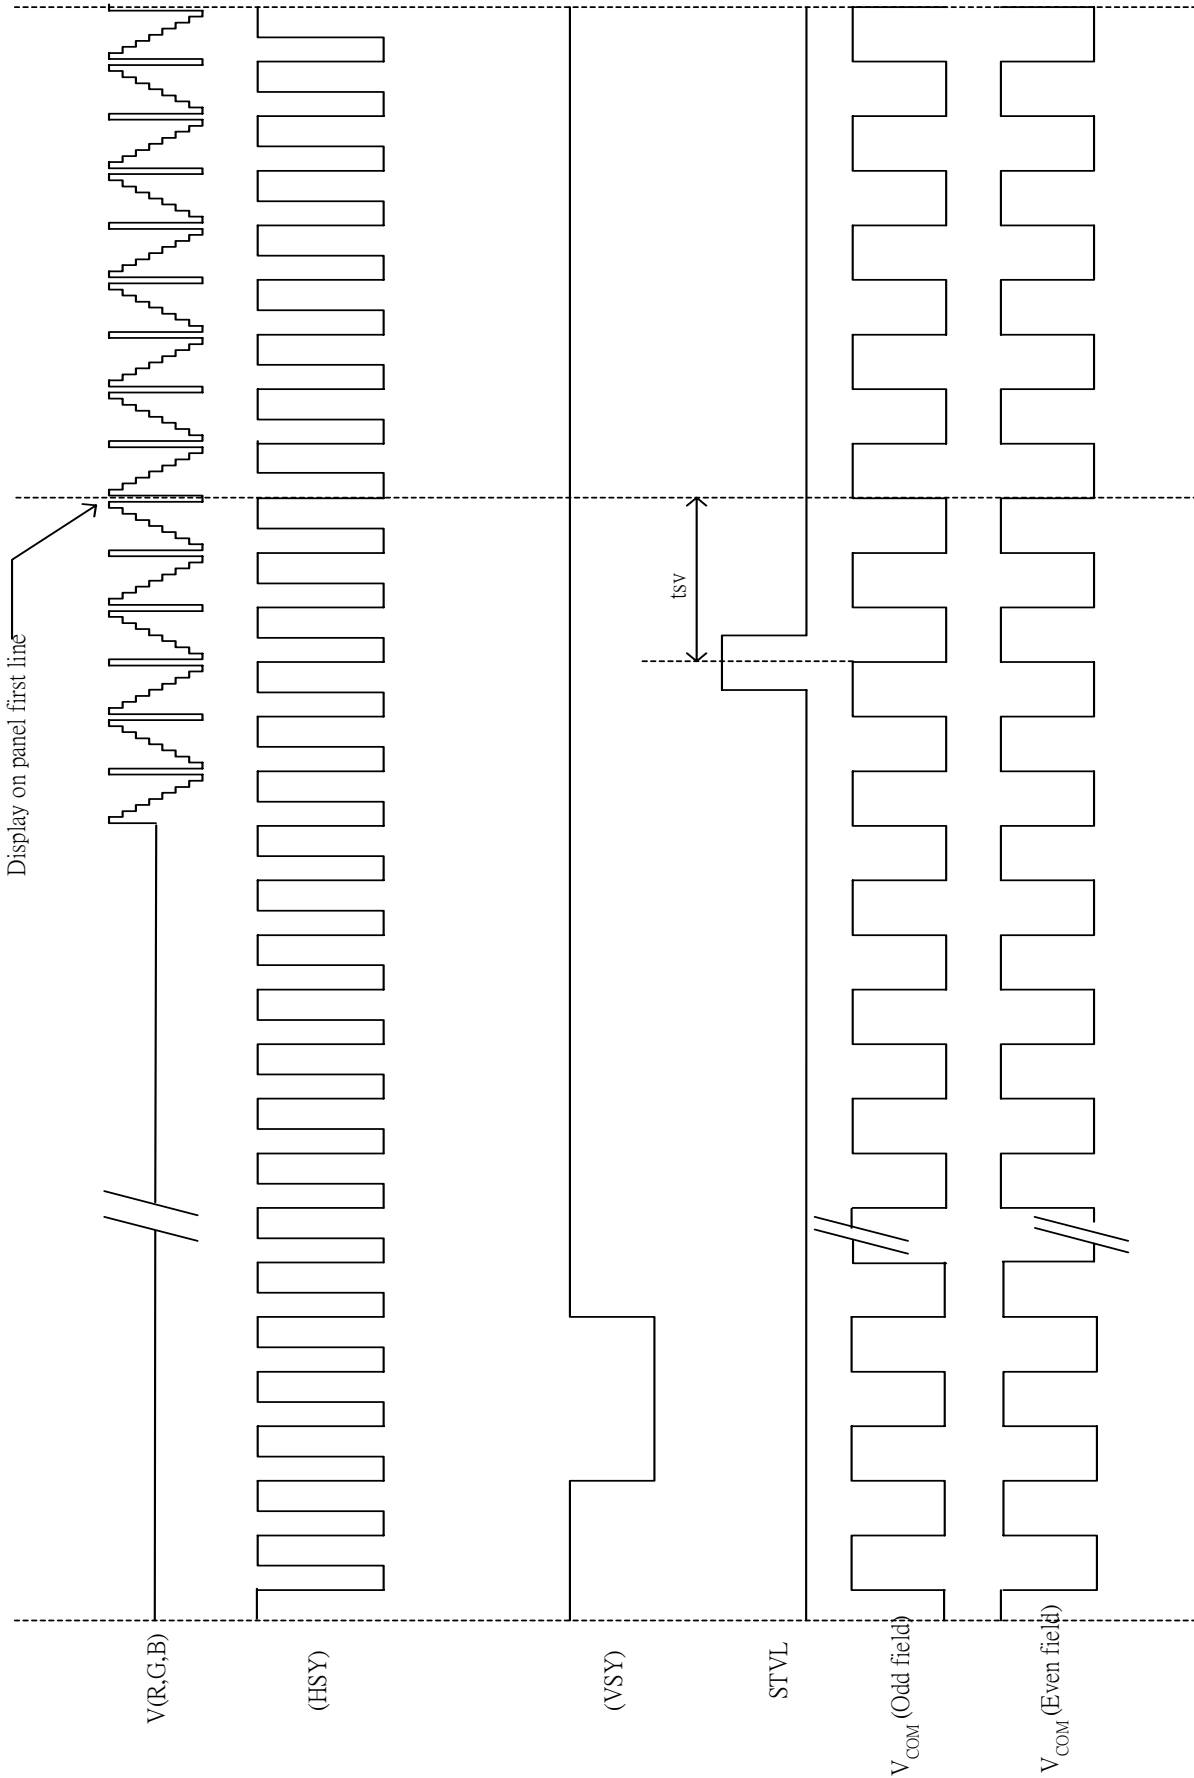 Display on panel first line
V(R,G,B)
(HSY)
(VSY)
tsv
STVL
VCOM (Odd field)
VCOM (Even field)